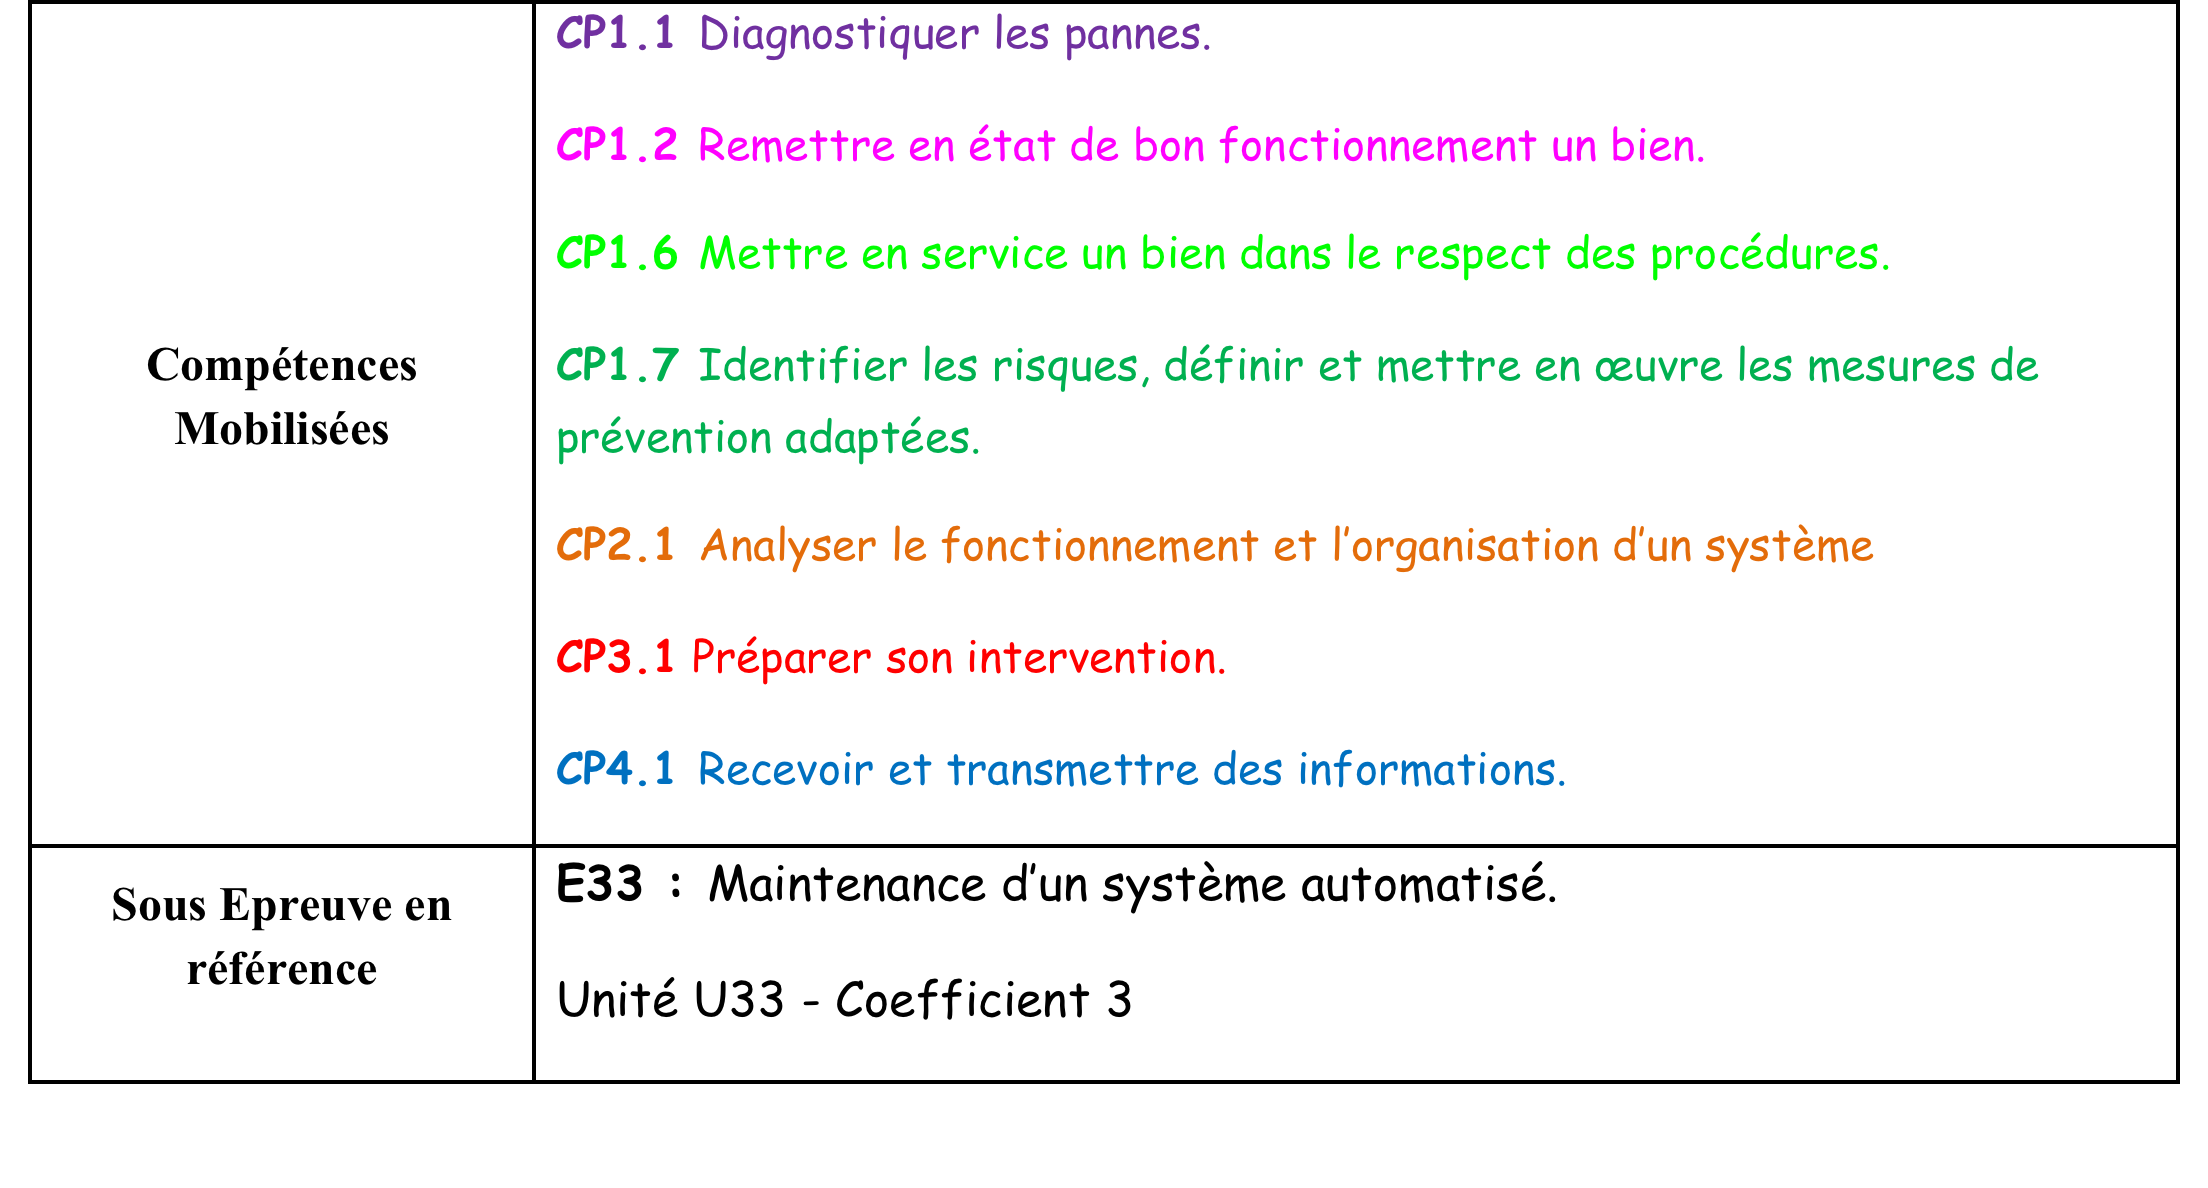 CP1.1 Diagnostiquer les pannes.
CP1.2 Remettre en état de bon fonctionnement un bien.
CP1.6 Mettre en service un bien dans le respect des procédures.
Compétences
Mobilisées
CP1.7 Identifier les risques, définir et mettre en œuvre les mesures de
prévention adaptées.
CP2.1 Analyser le fonctionnement et l’organisation d’un système
CP3.1 Préparer son intervention.
CP4.1 Recevoir et transmettre des informations.
Sous Epreuve en
référence
E33 : Maintenance d’un système automatisé.
Unité U33 - Coefficient 3